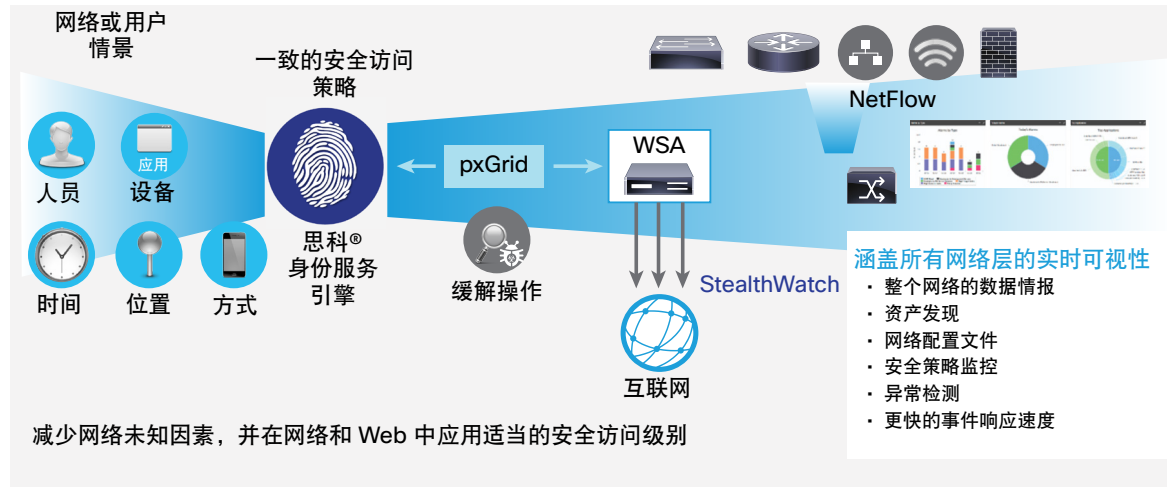 网络或用户
情景
一致的安全访问
策略
NetFlow
应用
人员
设备
pxGrid
WSA
时间
位置
方式
思科®
身份服务
引擎
缓解操作
StealthWatch
互联网
涵盖所有网络层的实时可视性
▪ 整个网络的数据情报
▪ 资产发现
▪ 网络配置文件
▪ 安全策略监控
▪ 异常检测
▪ 更快的事件响应速度
减少网络未知因素，并在网络和 Web 中应用适当的安全访问级别